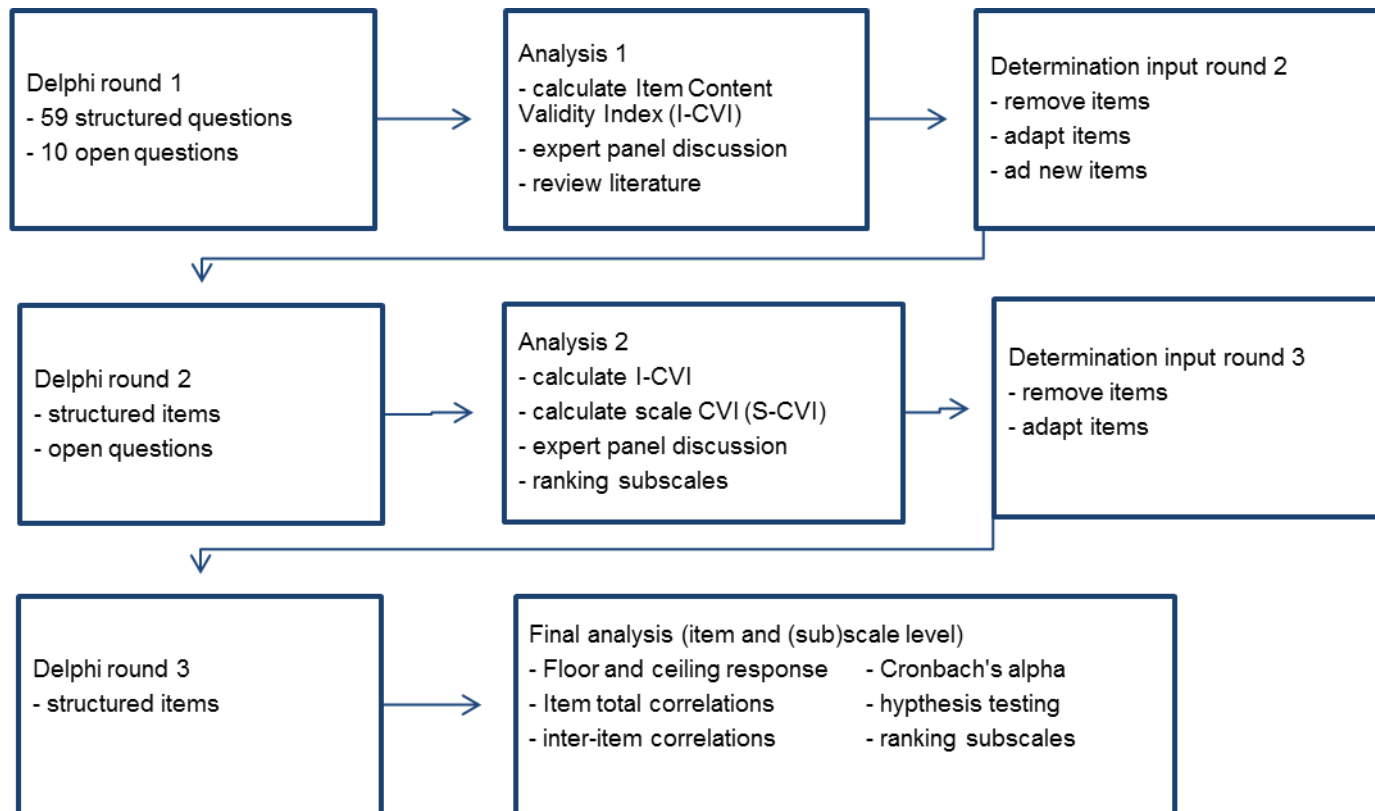 Delphi round 1
- 59 structured questions
- 10 open questions
Analysis 1
- calculate Item Content
Validity Index (I-CVI)
- expert panel discussion
- review literature
Determination input round 2
- remove items
- adapt items
- ad new items
Delphi round 2
- structured items
- open questions
Analysis 2
- calculate I-CVI
- calculate scale CVI (S-CVI)
- expert panel discussion
- ranking subscales
Determination input round 3
- remove items
- adapt items
Delphi round 3
- structured items
Final analysis (item and (sub)scale level)
- Floor and ceiling response
- Item total correlations
- inter-item correlations
- Cronbach's alpha
- hypthesis testing
- ranking subscales